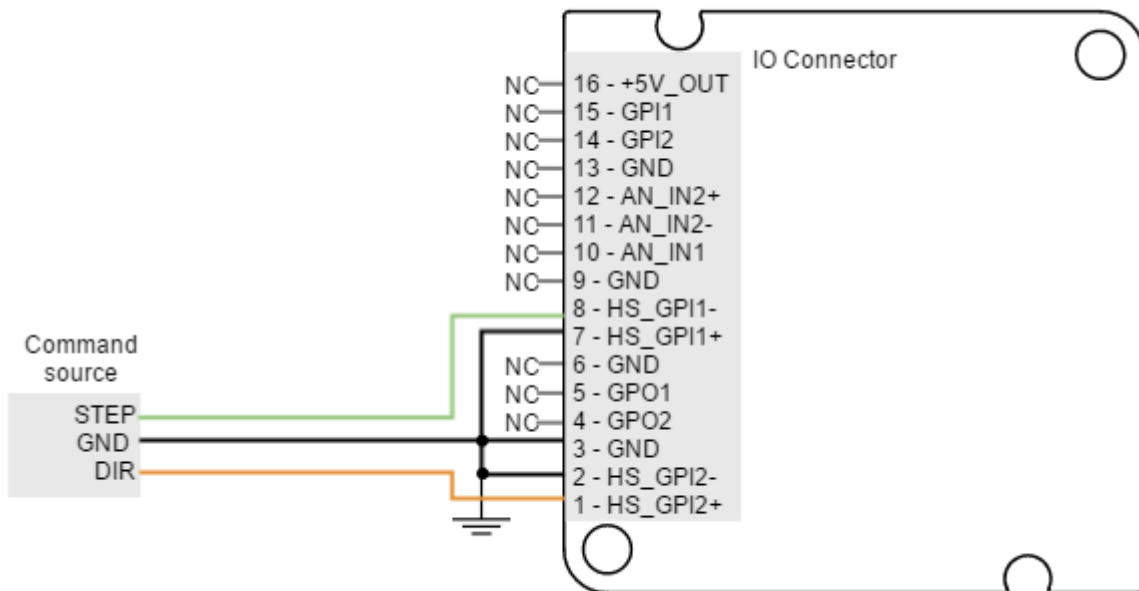 IO Connector
NC 16 - +5V_OUT
NC 15 - GPI1
NC 14 - GPI2
NC 13 - GND
NC 12 - AN_IN2+
NC 11 - AN_IN2-
NC 10 - AN_IN1
NC 9 - GND
8 - HS_GPI1-
7 - HS_GPI1+
NC 6 - GND
NC 5 - GPO1
NC 4 - GPO2
3 - GND
2 - HS_GPI2-
1 - HS_GPI2+
Command
source
STEP
GND
DIR